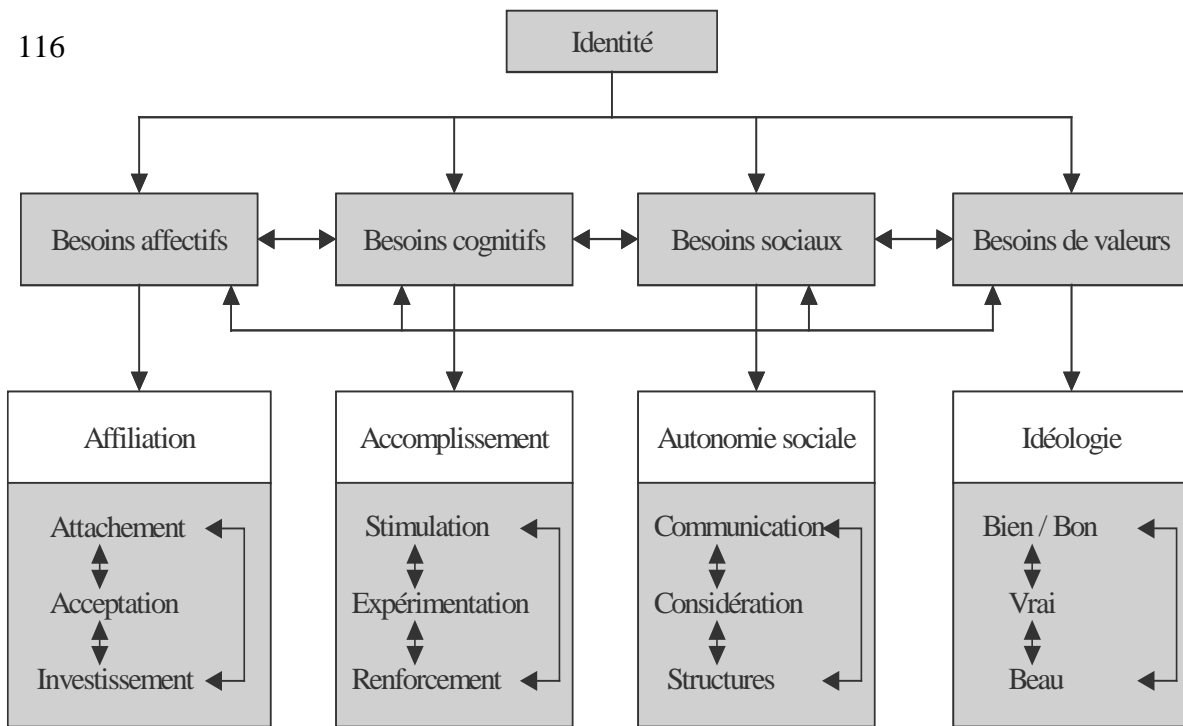 116
Identité
Besoins affectifs
Besoins cognitifs
Besoins sociaux
Besoins de valeurs
Affiliation
Accomplissement
Autonomie sociale
Idéologie
Attachement
Acceptation
Investissement
Stimulation
Expérimentation
Renforcement
Communication
Considération
Structures
Bien / Bon
Vrai
Beau